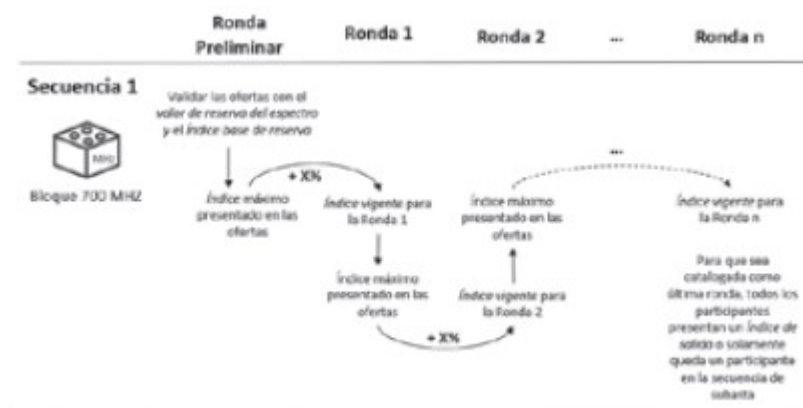 Ronda
Preliminar
Ronda 1
Ronda 2
...
Ronda n
Secuencia 1
MHz
Bloque 700 MHZ
Validar las ofertas con el
valor de reserva del espectro
y el Índice base de reserva
+ X%
Índice máximo
presentado en las
ofertas
Índice vigente para
la Ronda 1
Índice máximo
presentado en las
ofertas
+ X%
Índice máximo
presentado en las
ofertas
Índice vigente para
la Ronda 2
...
Índice vigente para
la Ronda n
Para que sea
catalogada como
última ronda, todos los
participantes
presentan un Índice de
salida o solamente
queda un participante
en la secuencia de
subasta